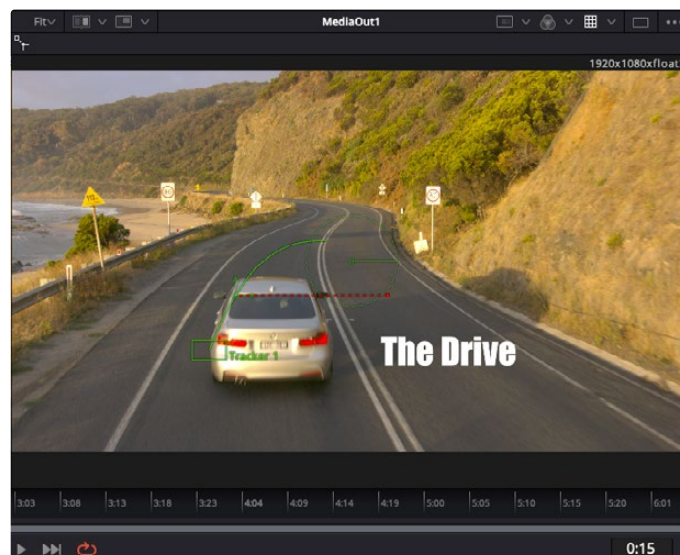 Fit MediaOut1
1920x1080xfloat
Tracker 1
The Drive
3:03 3:08 3:13 3:18 3:23 4:04 4:09 4:14 4:19 5:00 5:05 5:10 5:15 5:20 6:01
0:15